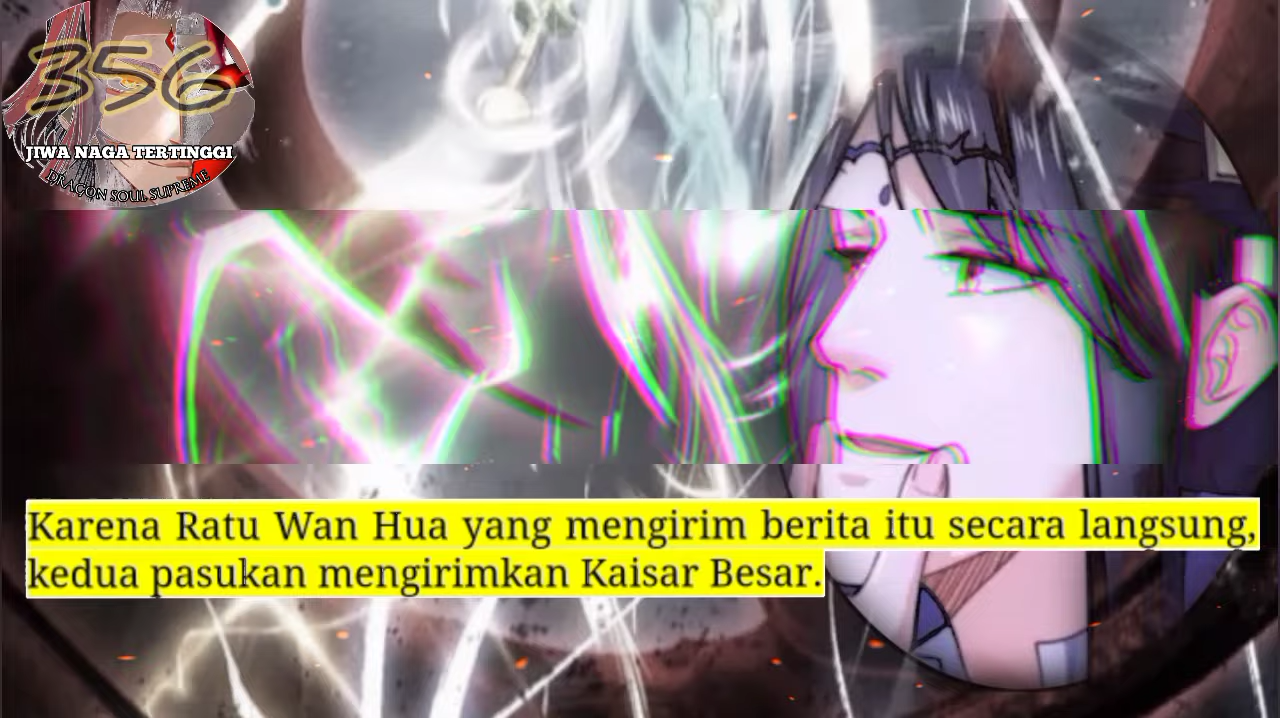 356
JIWA NAGA TERTINGGI
DRAGON SOUL SUPREME
Karena Ratu Wan Hua yang mengirim berita itu secara langsung,
kedua pasukan mengirimkan Kaisar Besar.